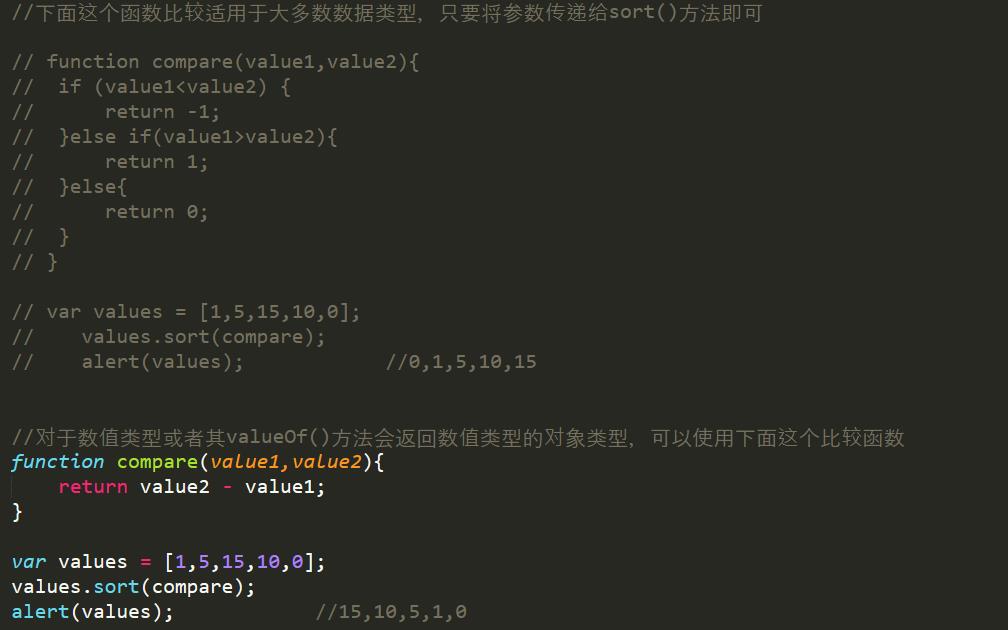 //下面这个函数比较适用于大多数数据类型，只要将参数传递给sort()方法即可
// function compare(value1,value2){
//  if (value1<value2) {
//      return -1;
//  }else if(value1>value2){
//      return 1;
//  }else{
//      return 0;
//  }
// }
// var values = [1,5,15,10,0];
//    values.sort(compare);
//    alert(values);            //0,1,5,10,15
//对于数值类型或者其valueOf()方法会返回数值类型的对象类型，可以使用下面这个比较函数
function compare(value1,value2){
    return value2 - value1;
}
var values = [1,5,15,10,0];
values.sort(compare);
alert(values);            //15,10,5,1,0